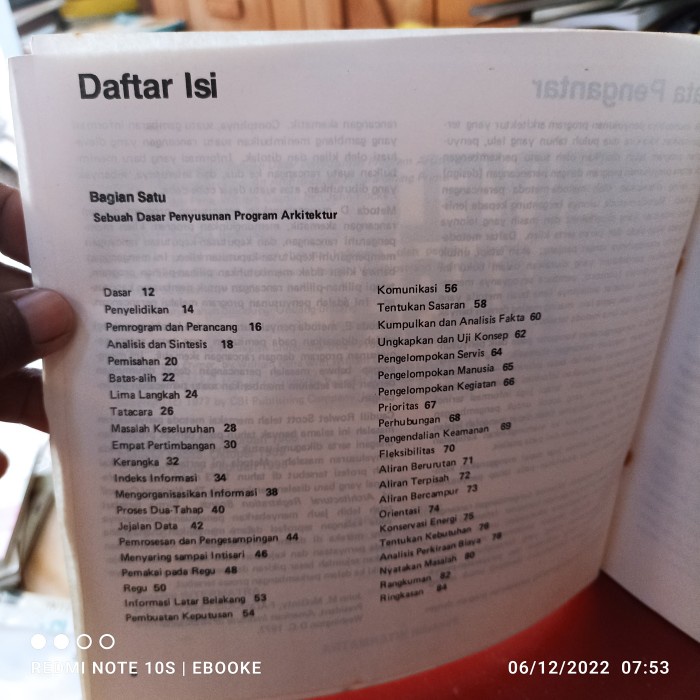 Daftar Isi
Bagian Satu
Sebuah Dasar Penyusunan Program Arkitektur
Dasar 12
Penyelidikan 14
Pemrogram dan Perancang 16
Analisis dan Sintesis 18
Pemisahan 20
Batas-alih 22
Lima Langkah 24
Tatacara 26
Masalah Keseluruhan 28
Empat Pertimbangan 30
Kerangka 32
Indeks Informasi 34
Mengorganisasikan Informasi 38
Proses Dua-Tahap 40
Jejalan Data 42
Pemrosesan dan Pengesampingan 44
Menyaring sampai Intisari 46
Pemakai pada Regu 48
Regu 50
Informasi Latar Belakang 53
Pembuatan Keputusan 54
Komunikasi 56
Tentukan Sasaran 58
Kumpulkan dan Analisis Fakta 60
Ungkapkan dan Uji Konsep 62
Pengelompokan Servis 64
Pengelompokan Manusia 65
Pengelompokan Kegiatan 66
Prioritas 67
Perhubungan 68
Pengendalian Keamanan 69
Fleksibilitas 70
Aliran Berurutan 71
Aliran Terpisah 72
Aliran Bercampur 73
Orientasi 74
Konservasi Energi 75
Tentukan Kebutuhan 76
Analisis Perkiraan Biaya 78
Nyatakan Masalah 80
Rangkuman 82
Ringkasan 84
REDMI NOTE 10S | EBOOKE
06/12/2022 07:53